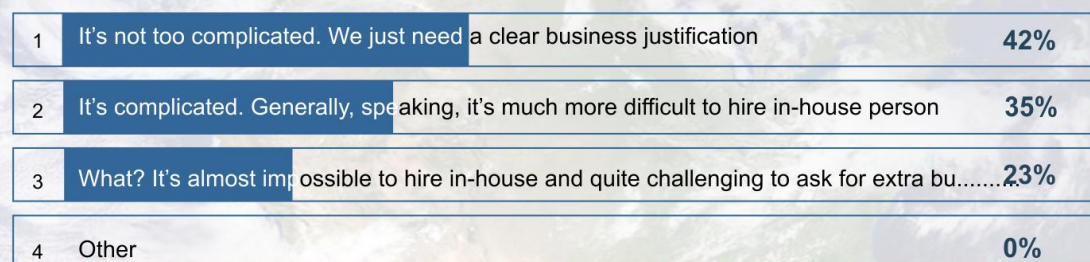 1 It's not too complicated. We just need a clear business justification 42%
2 It's complicated. Generally, speaking, it's much more difficult to hire in-house person 35%
3 What? It's almost impossible to hire in-house and quite challenging to ask for extra bu......... 23%
4 Other 0%